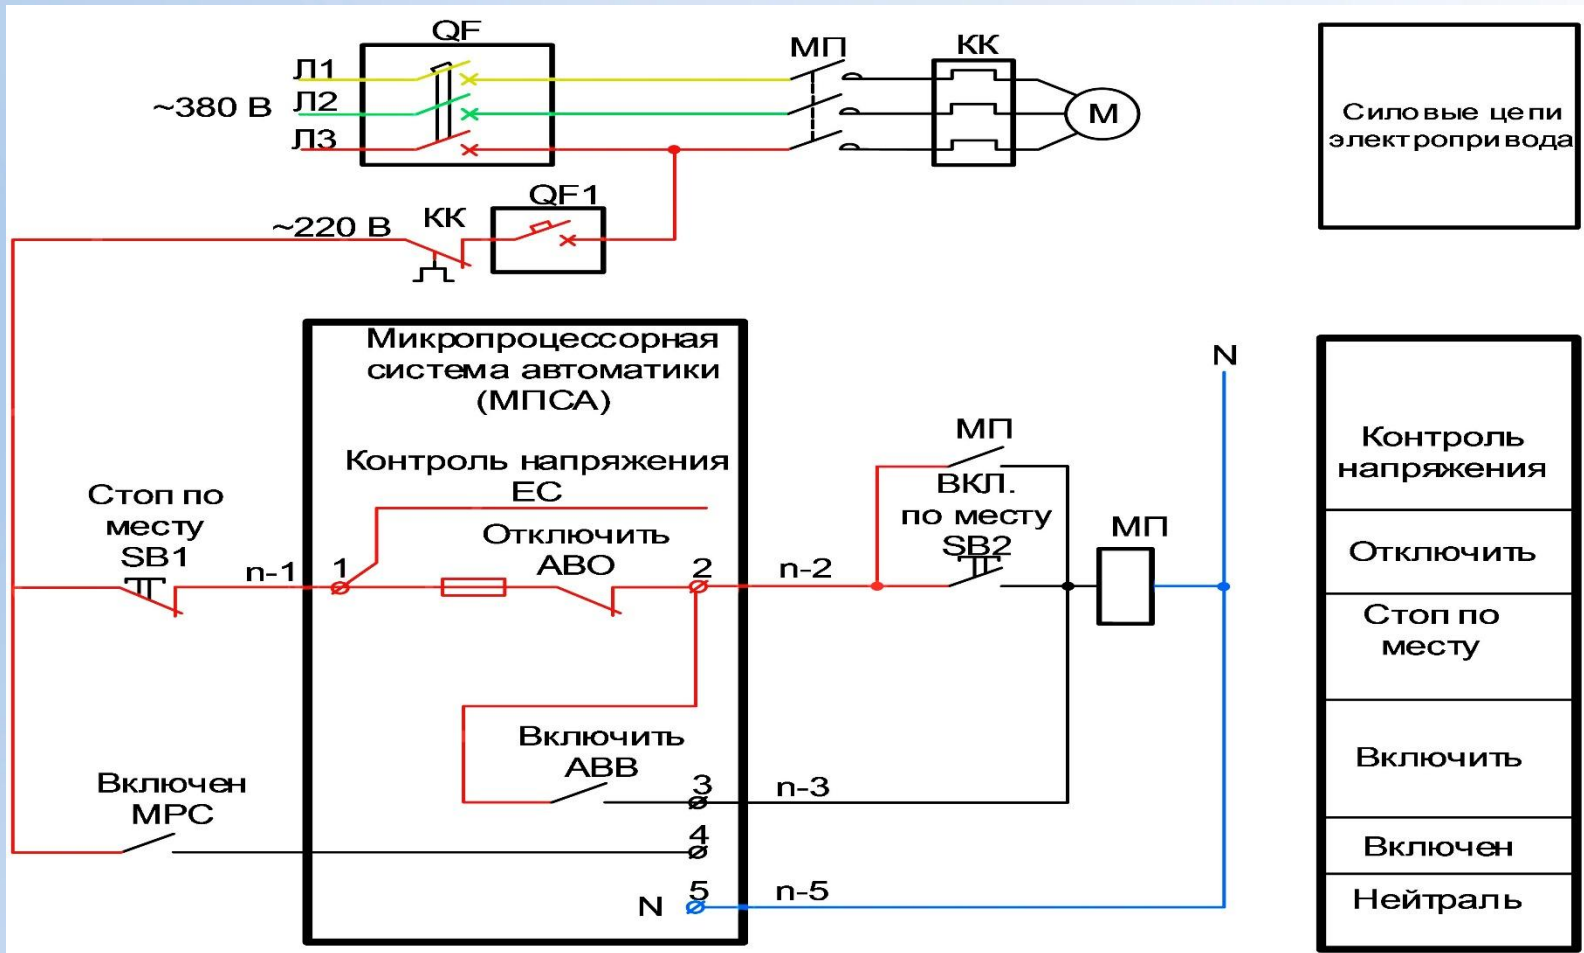 QF
МП
КК
Л1
~380 В
Л2
Л3
М
Силовые цепи
электропривода
QF1
КК
~220 В
Микропроцессорная
система автоматики
(МПСА)
N
Контроль напряжения
ЕС
Стоп по
месту
SB1
n-1
1
Отключить
АВО
2
n-2
МП
ВКЛ.
по месту
SB2
МП
Включить
АВВ
3
n-3
Включен
МРС
4
N
5
n-5
Контроль
напряжения
Отключить
Стоп по
месту
Включить
Включен
Нейтраль